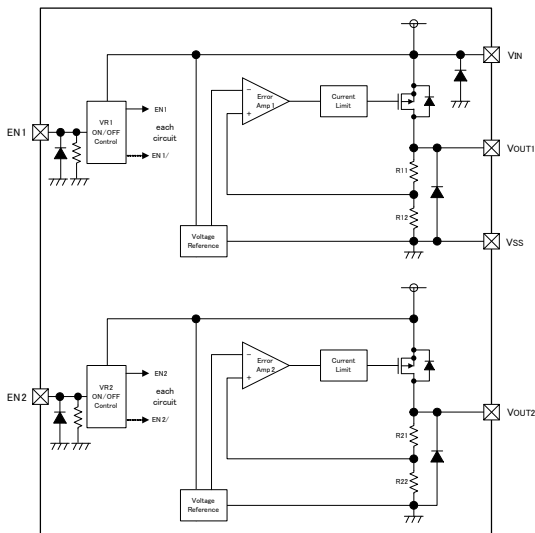 VIN
Error
Amp 1
Current
Limit
EN1
VR1
ON/OFF
Control
EN1
each
circuit
EN1/
VOUT1
R11
R12
Voltage
Reference
VSS
Error
Amp 2
Current
Limit
EN2
VR2
ON/OFF
Control
EN2
each
circuit
EN2/
VOUT2
R21
R22
Voltage
Reference